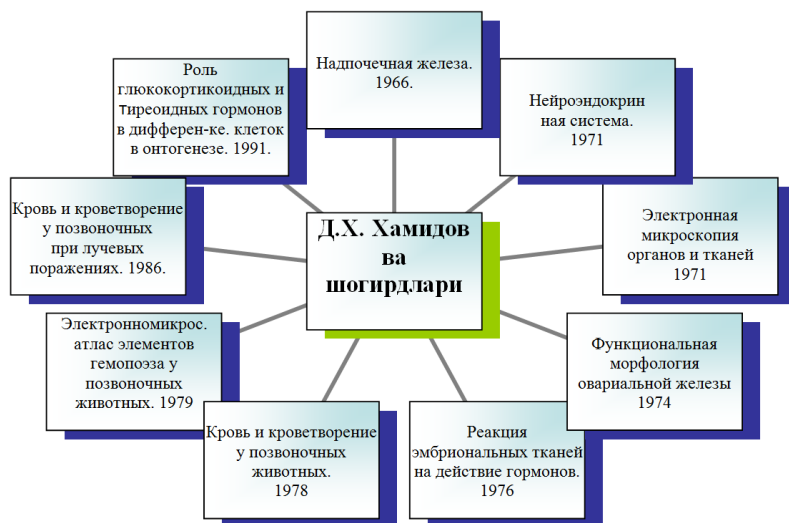 Надпочечная железа.
1966.
Нейроэндокрин
ная система.
1971
Электронная
микроскопия
органов и тканей
1971
Функциональная
морфология
овариальной железы
1974
Реакция
эмбриональных тканей
на действие гормонов.
1976
Кровь и кроветворение
у позвоночных
животных.
1978
Электронномикрос.
атлас элементов
гемопоэза у
позвоночных
животных. 1979
Кровь и кроветворение
у позвоночных
при лучевых
поражениях. 1986.
Роль
глюкокортикоидных и
тиреоидных гормонов
в дифферен-ке. клеток
в онтогенезе. 1991.
Д.Х. Хамидов
ва
шогирдлари